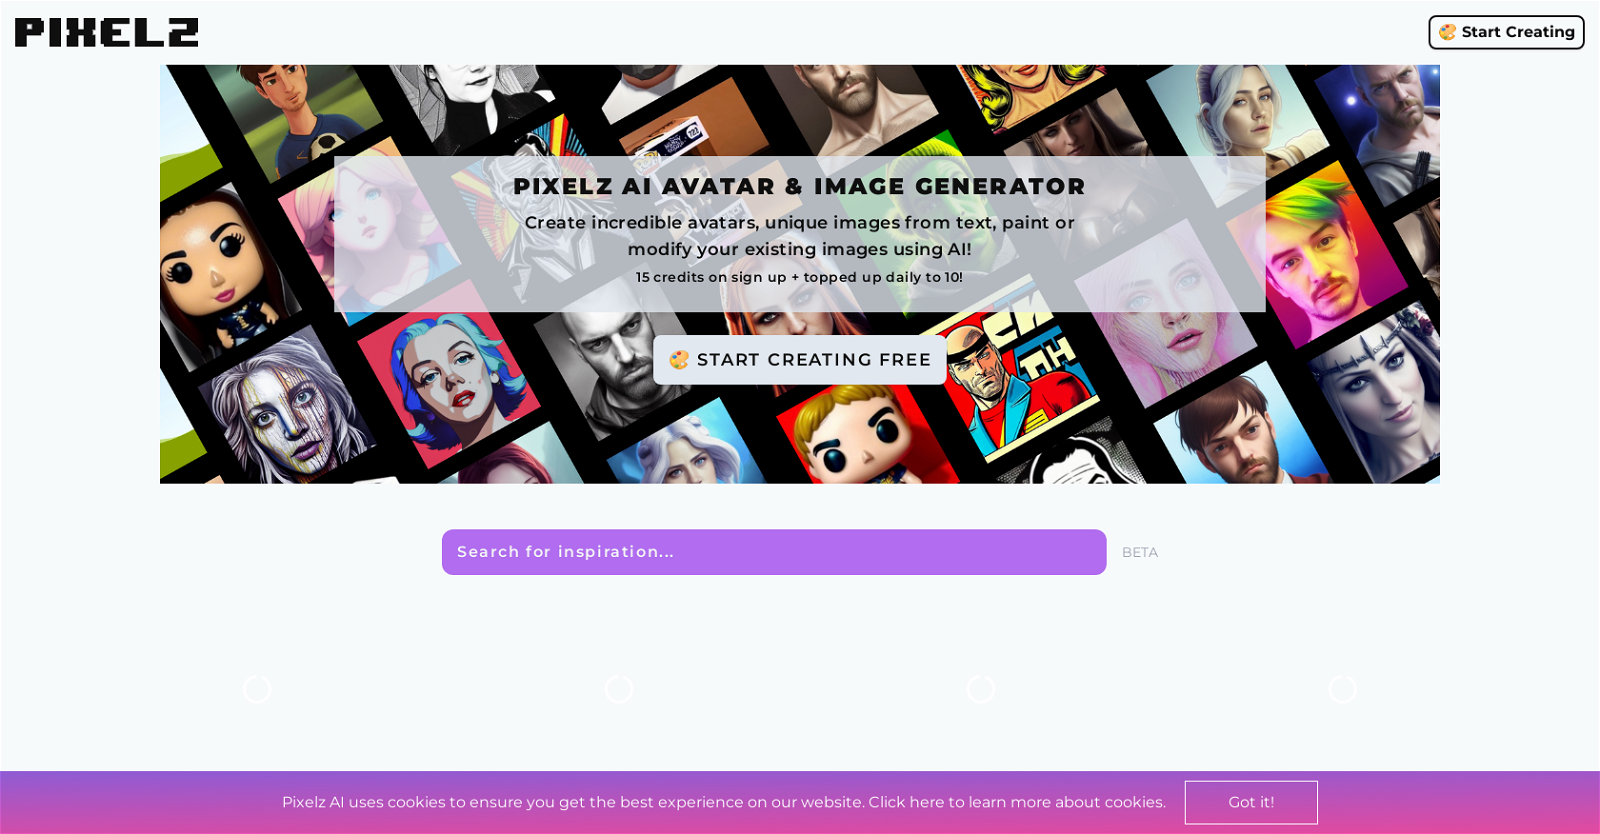 PIXELZ
🎨 Start Creating
PIXELZ AI AVATAR & IMAGE GENERATOR
Create incredible avatars, unique images from text, paint or
modify your existing images using AI!
15 credits on sign up + topped up daily to 10!
🎨 START CREATING FREE
Search for inspiration...
BETA
Pixelz AI uses cookies to ensure you get the best experience on our website. Click here to learn more about cookies.
Got it!